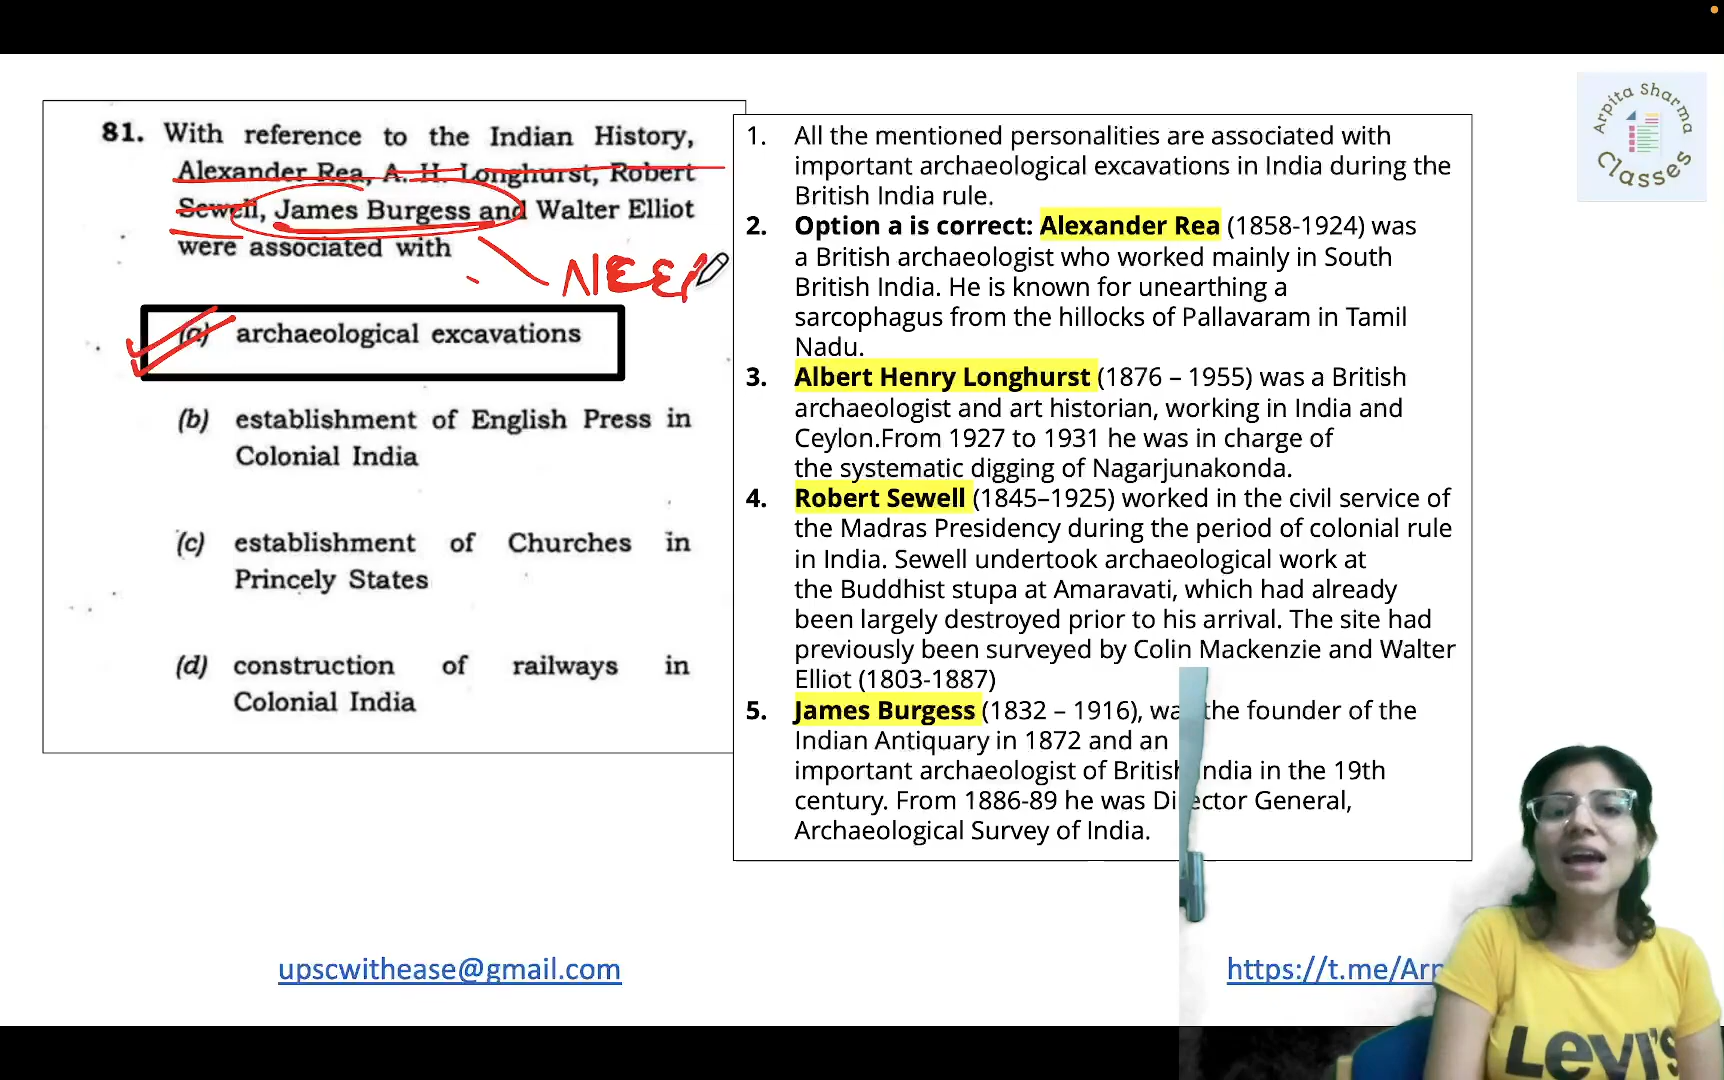 81. With reference to the Indian History,
Alexander Rea, A. H. Longhurst, Robert
Sewell, James Burgess and Walter Elliot
were associated with
(a) archaeological excavations
(b) establishment of English Press in
Colonial India
(c) establishment of Churches in
Princely States
(d) construction of railways in
Colonial India
1. All the mentioned personalities are associated with
important archaeological excavations in India during the
British India rule.
2. Option a is correct: Alexander Rea (1858-1924) was
a British archaeologist who worked mainly in South
British India. He is known for unearthing a
sarcophagus from the hillocks of Pallavaram in Tamil
Nadu.
3. Albert Henry Longhurst (1876 – 1955) was a British
archaeologist and art historian, working in India and
Ceylon.From 1927 to 1931 he was in charge of
the systematic digging of Nagarjunakonda.
4. Robert Sewell (1845–1925) worked in the civil service of
the Madras Presidency during the period of colonial rule
in India. Sewell undertook archaeological work at
the Buddhist stupa at Amaravati, which had already
been largely destroyed prior to his arrival. The site had
previously been surveyed by Colin Mackenzie and Walter
Elliot (1803-1887)
5. James Burgess (1832 – 1916), wa the founder of the
Indian Antiquary in 1872 and an
important archaeologist of British India in the 19th
century. From 1886-89 he was Director General,
Archaeological Survey of India.
Arpita Sharma
Classes
upscwithease@gmail.com
https://t.me/Arp
Levi's